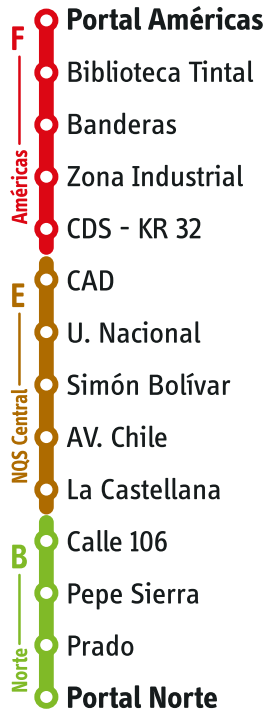 F
Américas
Portal Américas
Biblioteca Tintal
Banderas
Zona Industrial
CDS - KR 32
E
NQS Central
CAD
U. Nacional
Simón Bolívar
AV. Chile
La Castellana
B
Norte
Calle 106
Pepe Sierra
Prado
Portal Norte